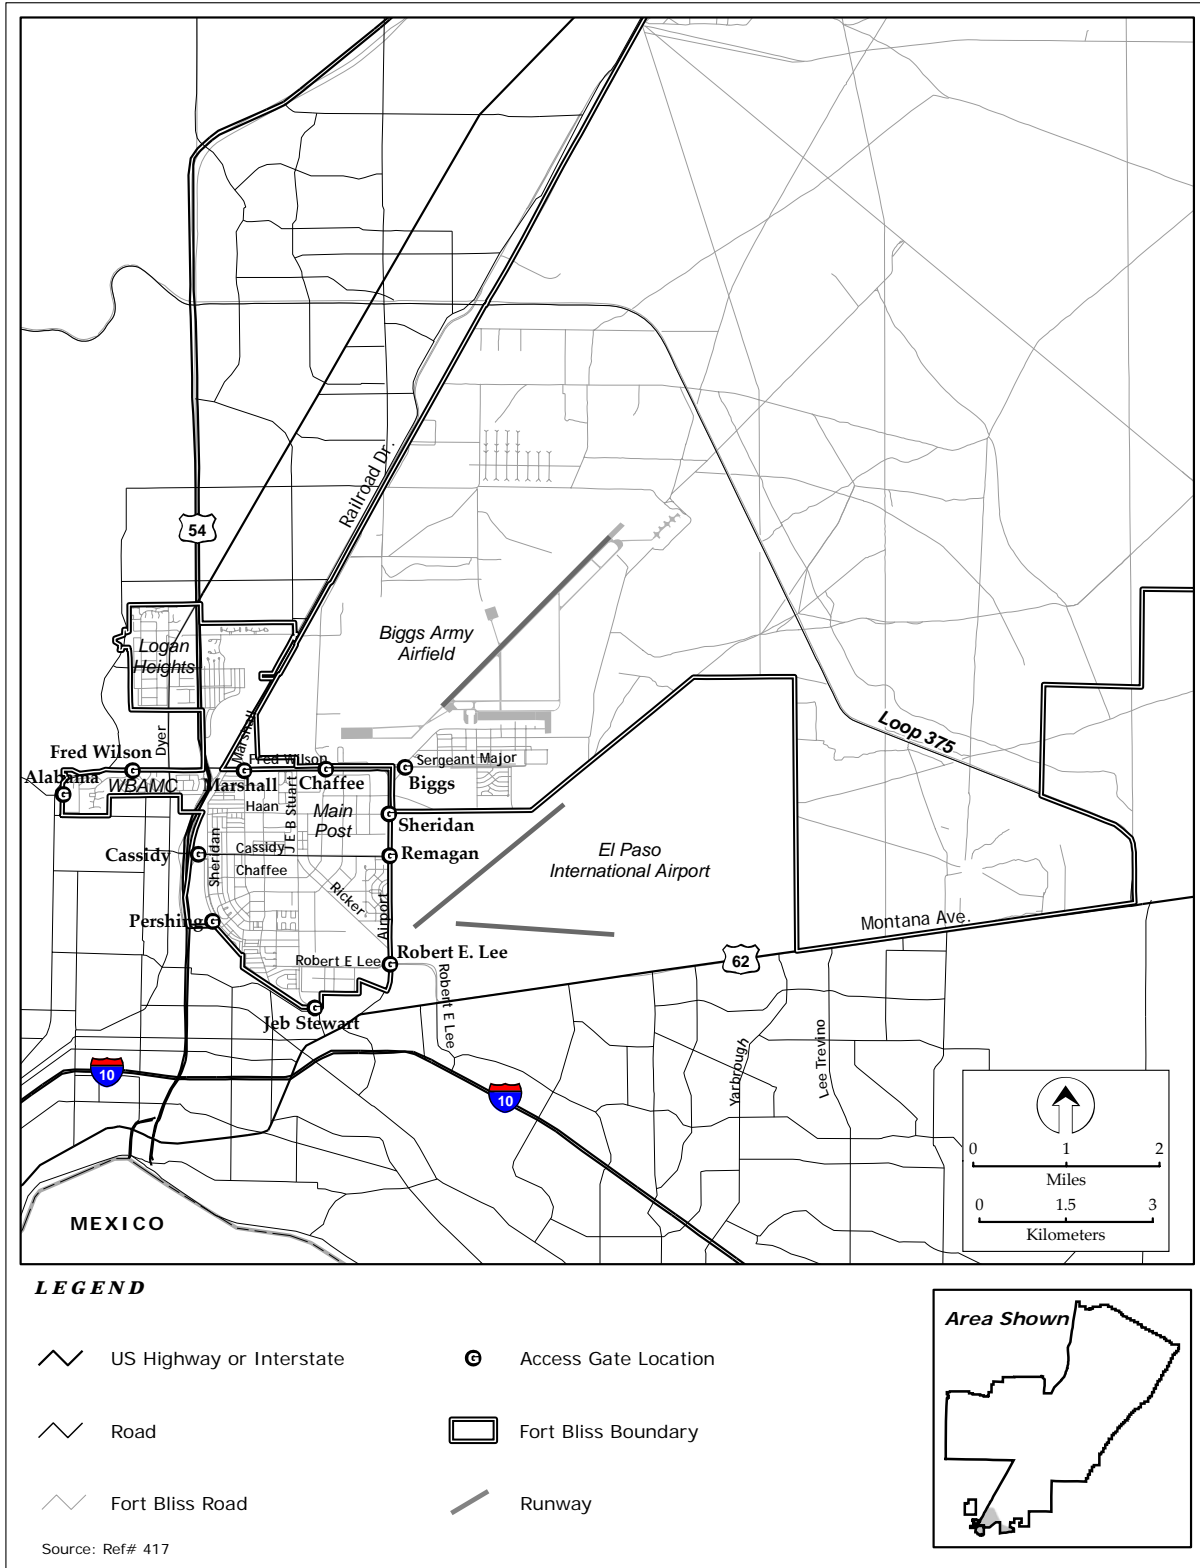 Railroad Dr.
54
Biggs Army
Airfield
Logan
Heights
Loop 375
Dyer
Marshall
Fred Wilson
Fred Wilson
Sergeant Major
Alabama
WBAMC
Marshall
Chaffee
Biggs
Haan
J E B Stuart
Main
Post
Sheridan
Sheridan
Cassidy
Cassidy
Remagan
Chaffee
El Paso
International Airport
Ricker
Airport
Pershing
Montana Ave.
Robert E Lee
Robert E. Lee
62
Robert E Lee
Jeb Stewart
Yarbrough
Lee Trevino
10
10
0 1 2
Miles
0 1.5 3
Kilometers
MEXICO
LEGEND
US Highway or Interstate
Road
Fort Bliss Road
G Access Gate Location
Fort Bliss Boundary
Runway
Area Shown
Source: Ref# 417